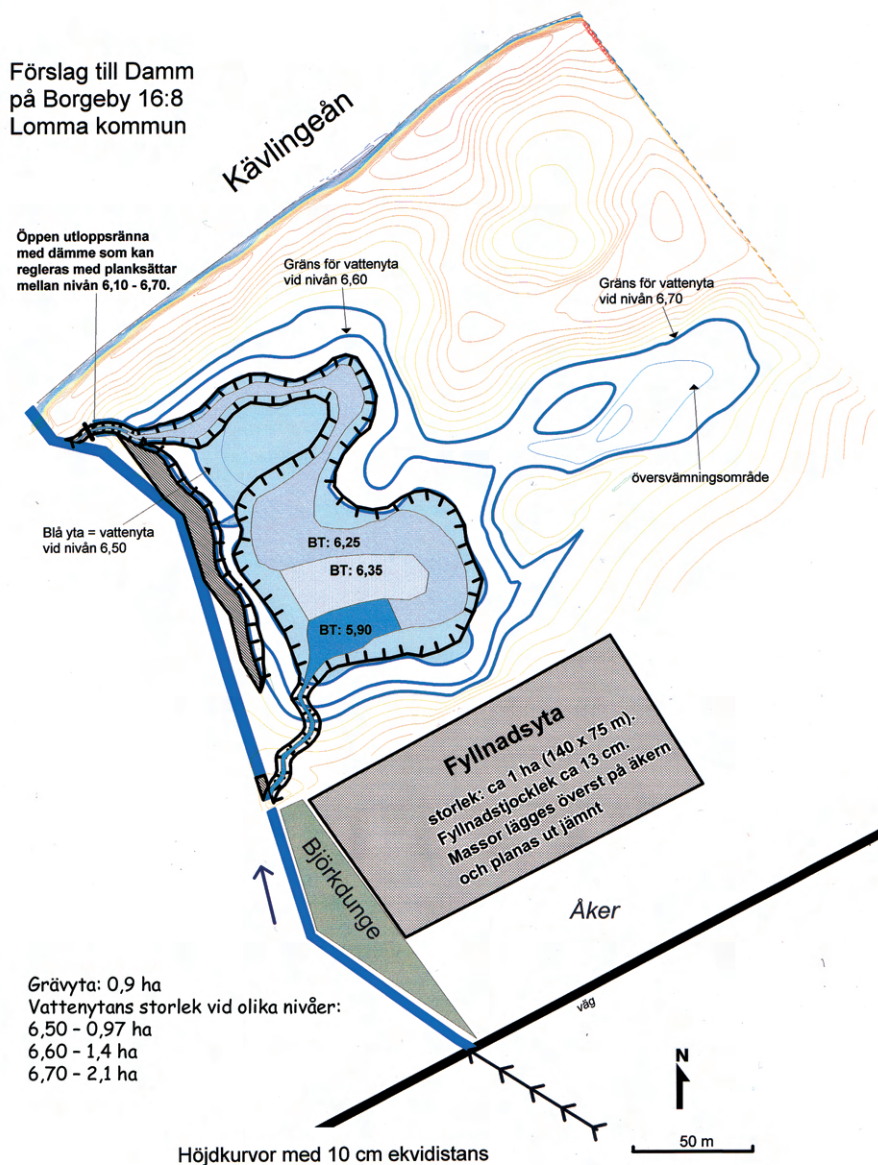 Förslag till Damm
på Borgeby 16:8
Lomma kommun
Kävlingeån
Öppen utloppsränna
med dämme som kan
regleras med planksättar
mellan nivån 6,10 - 6,70.
Gräns för vattenyta
vid nivån 6,60
Gräns för vattenyta
vid nivån 6,70
översvämningsområde
Blå yta = vattenyta
vid nivån 6,50
BT: 6,25
BT: 6,35
BT: 5,90
Fyllnadsyta
storlek: ca 1 ha (140 x 75 m).
Fyllnadstjocklek ca 13 cm.
Massor lägges överst på åkern
och planas ut jämnt
Björkdunge
Åker
väg
Grävyta: 0,9 ha
Vattenytans storlek vid olika nivåer:
6,50 - 0,97 ha
6,60 - 1,4 ha
6,70 - 2,1 ha
N
50 m
Höjdkurvor med 10 cm ekvidistans